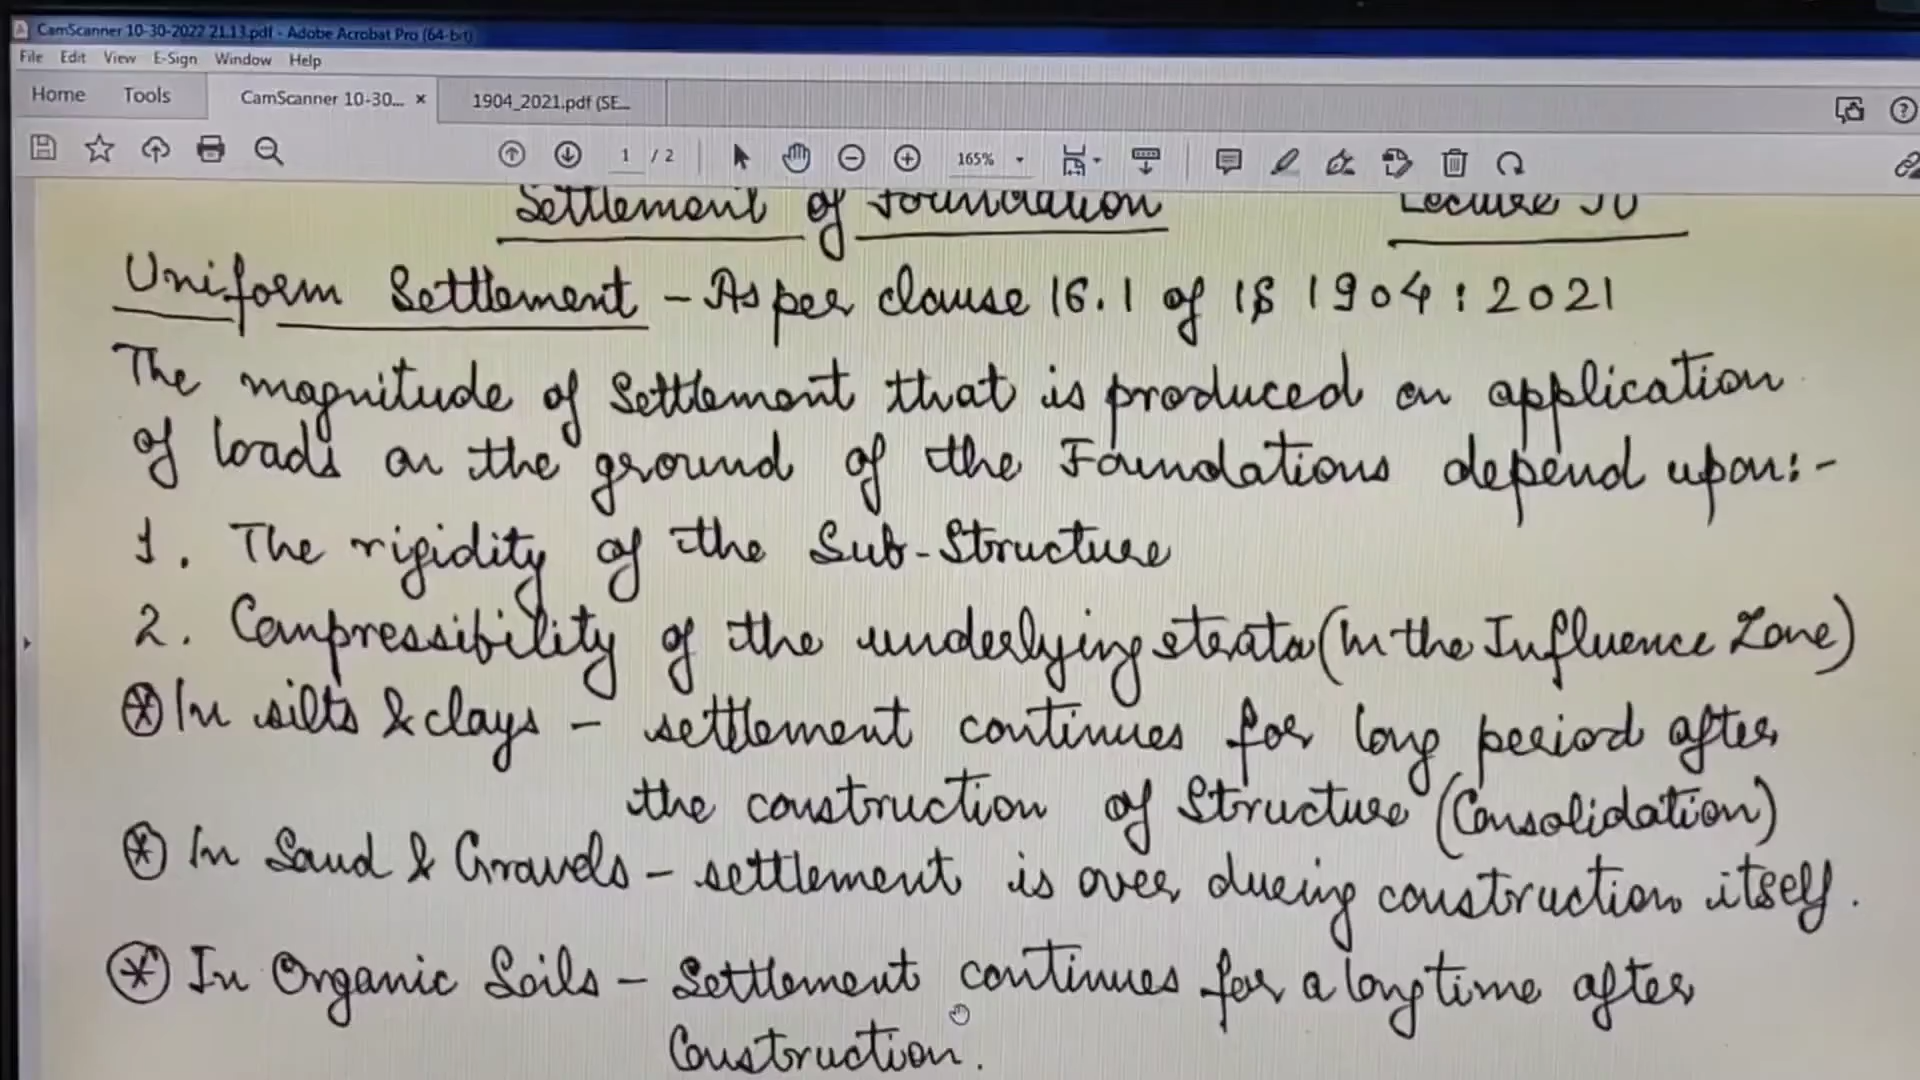 CamScanner 10-30-2022 21.13.pdf - Adobe Acrobat Pro (64-bit)
File Edit View E-Sign Window Help
Home Tools CamScanner 10-30... × 1904_2021.pdf (SE...
1 / 2 165%
Settlement of Foundation Lecture
Uniform Settlement - As per clause 16.1 of IS 1904:2021
The magnitude of Settlement that is produced on application
of loads on the ground of the Foundations depend upon:-
1. The rigidity of the Sub-Structure
2. Compressibility of the underlying strata (In the Influence Zone)
* In silts & clays - settlement continues for long period after
the construction of Structure (Consolidation)
* In Sand & Gravels - settlement is over during construction itself.
* In Organic Soils - Settlement continues for a long time after
Construction.